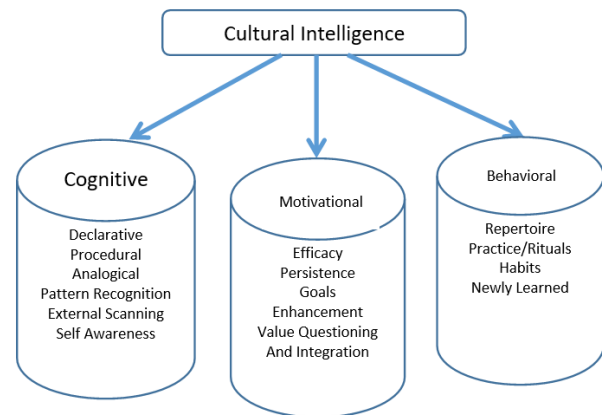 Cultural Intelligence
Cognitive
Declarative
Procedural
Analogical
Pattern Recognition
External Scanning
Self Awareness
Motivational
Efficacy
Persistence
Goals
Enhancement
Value Questioning
And Integration
Behavioral
Repertoire
Practice/Rituals
Habits
Newly Learned